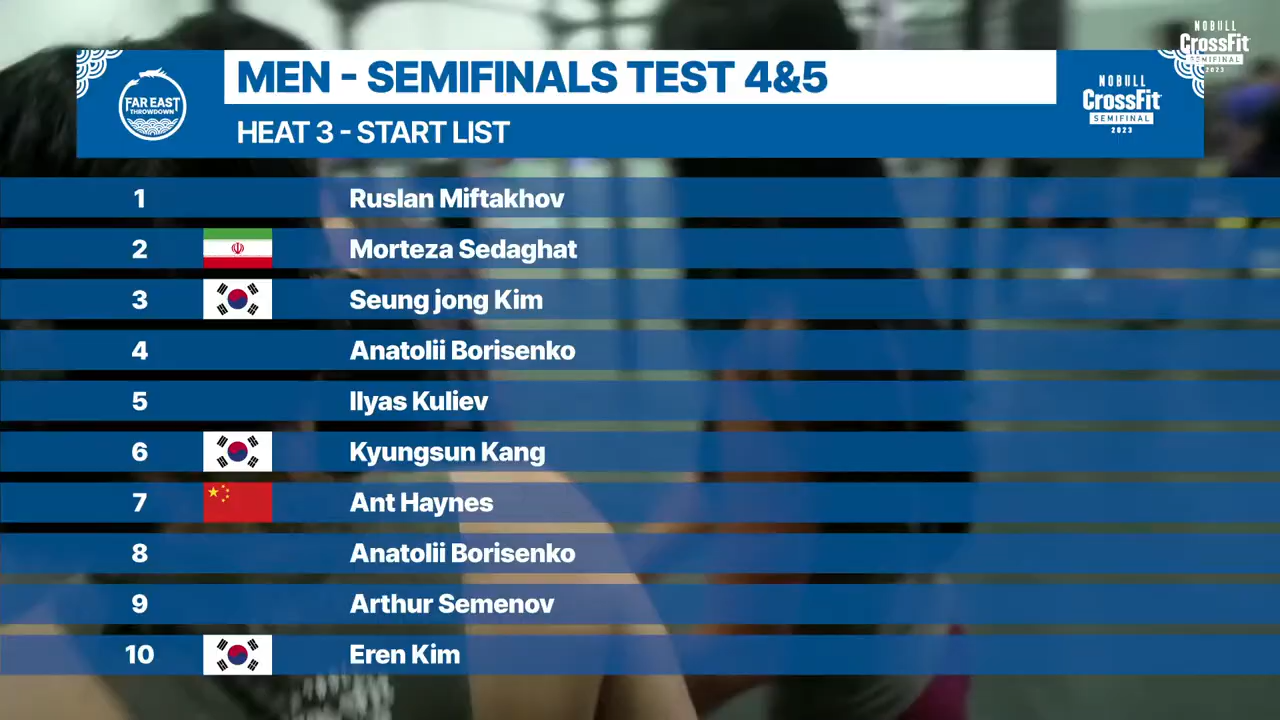 NOBULL
CrossFit
SEMIFINAL
2023
FAR EAST
THROWDOWN
MEN - SEMIFINALS TEST 4&5
HEAT 3 - START LIST
NOBULL
CrossFit
SEMIFINAL
2023
1 Ruslan Miftakhov
2 Morteza Sedaghat
3 Seung jong Kim
4 Anatolii Borisenko
5 Ilyas Kuliev
6 Kyungsun Kang
7 Ant Haynes
8 Anatolii Borisenko
9 Arthur Semenov
10 Eren Kim